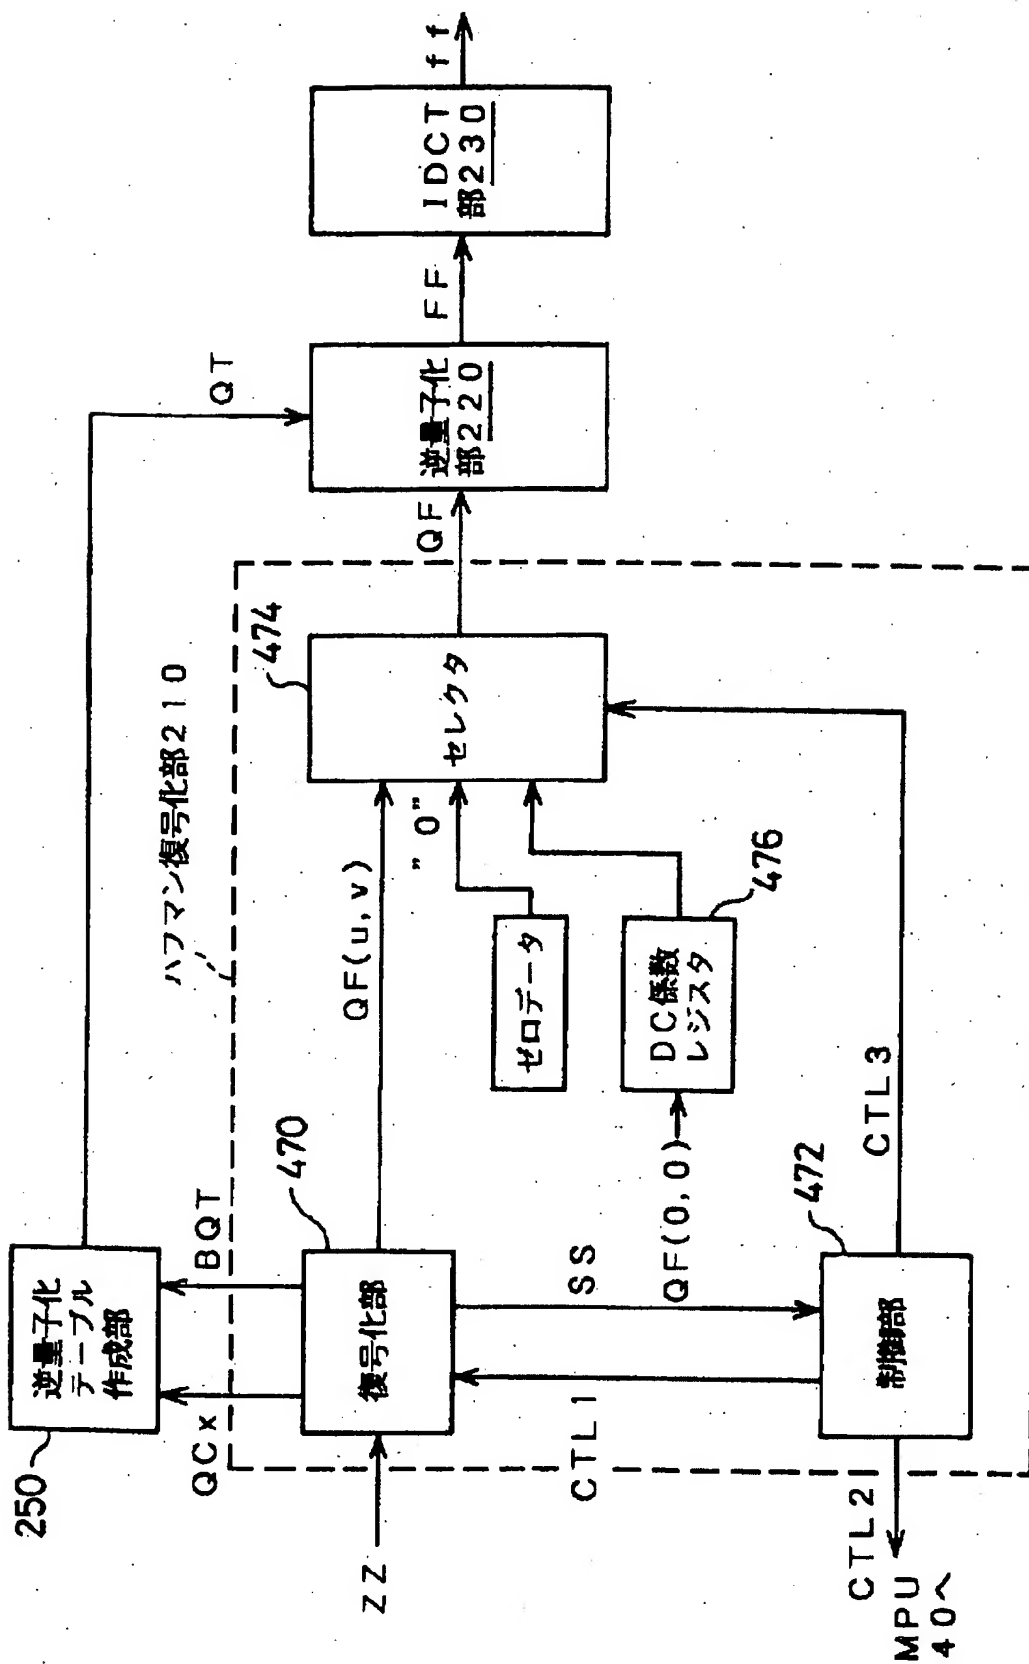 250
逆量子化
テーブル
作成部
QT
QCx
BQT
ハフマン復号化部210
ZZ
470
復号化部
QF(u,v)
474
セレクタ
QF
逆量子化
部220
FF
IDCT
部230
ff
"0"
ゼロデータ
CTL1
SS
QF(0,0)
DC係数
レジスタ
476
472
制御部
CTL3
CTL2
MPU
40へ